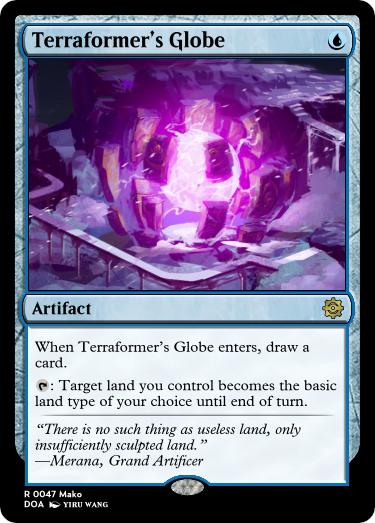 Terraformer's Globe
Artifact
When Terraformer's Globe enters, draw a
card.
: Target land you control becomes the basic
land type of your choice until end of turn.
“There is no such thing as useless land, only
insufficiently sculpted land.”
—Merana, Grand Artificer
R 0047 Mako
DOA YIRU WANG